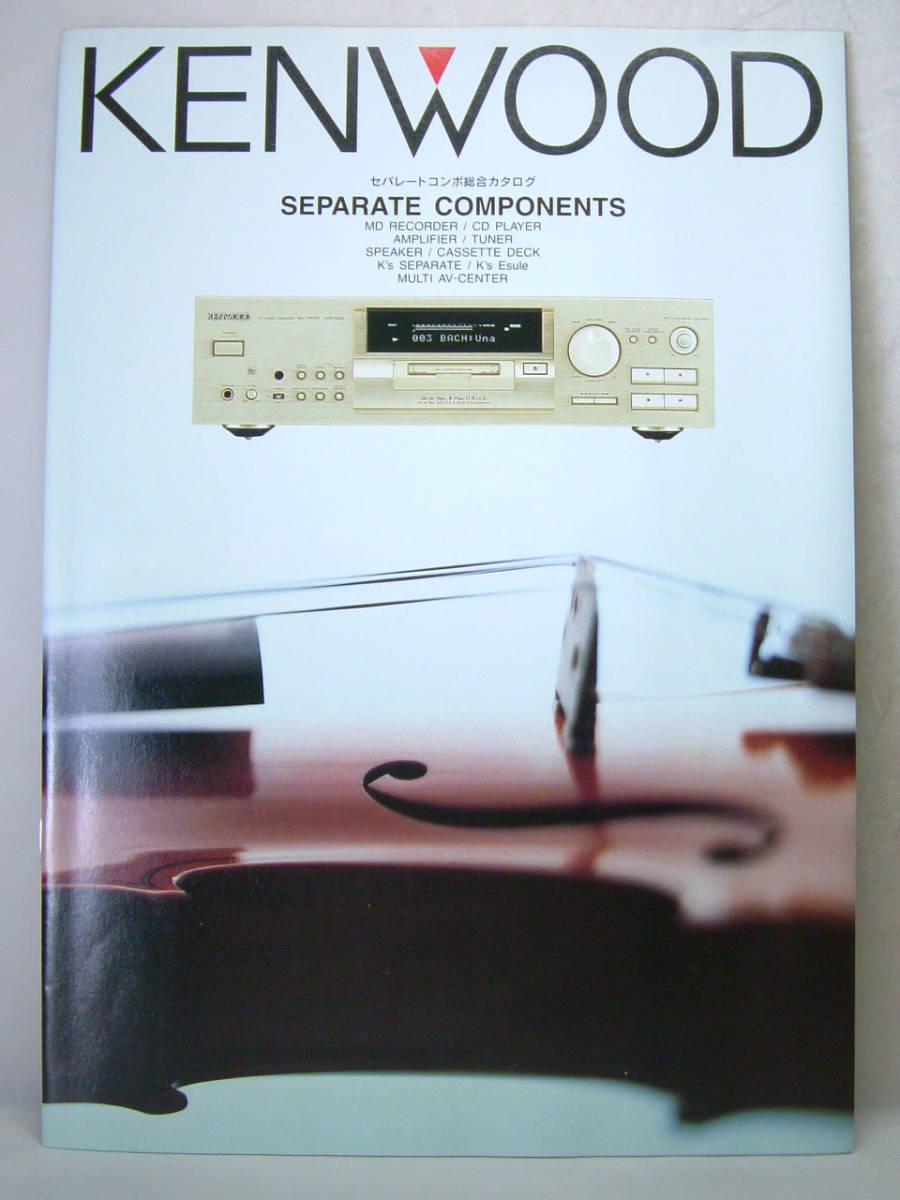 KENWOOD
セパレートコンポ総合カタログ
SEPARATE COMPONENTS
MD RECORDER / CD PLAYER
AMPLIFIER / TUNER
SPEAKER / CASSETTE DECK
K's SEPARATE / K's Esule
MULTI AV-CENTER
KENWOOD
003 BACH:Una